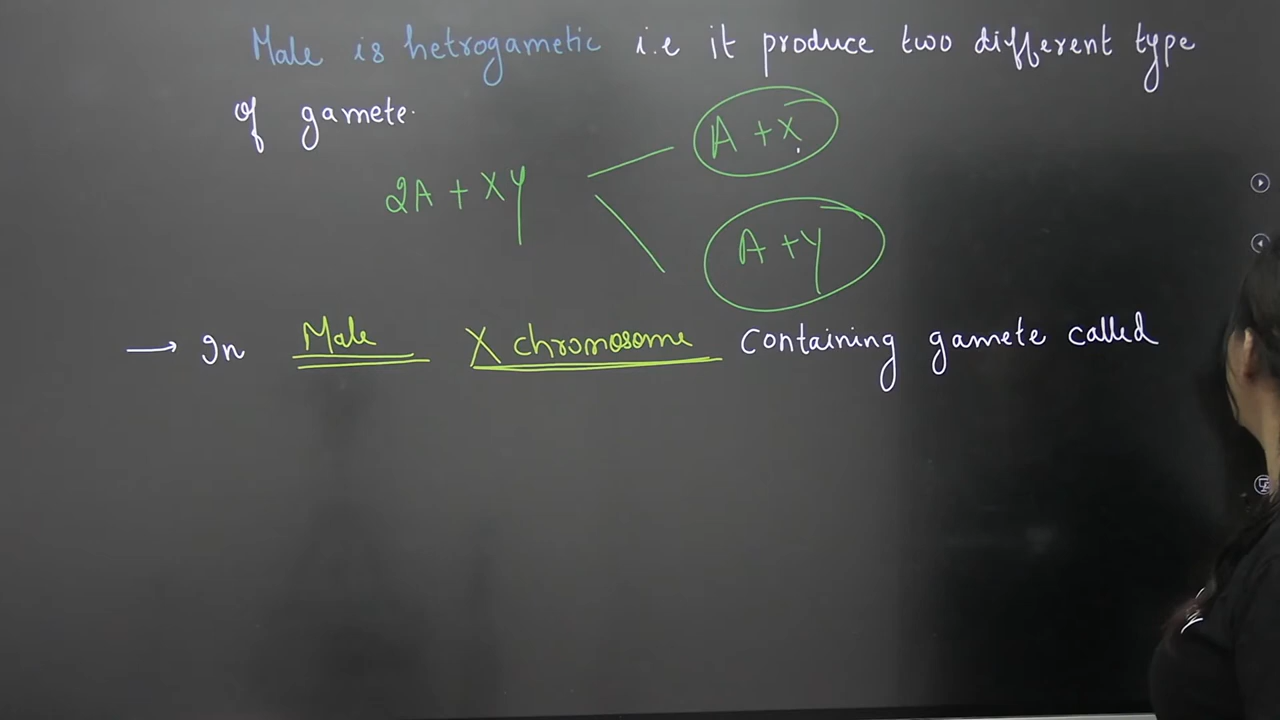 Male is hetrogametic i.e it produce two different type
of gamete.
2A + XY
A + X
A + Y
→ In Male X chromosome containing gamete called